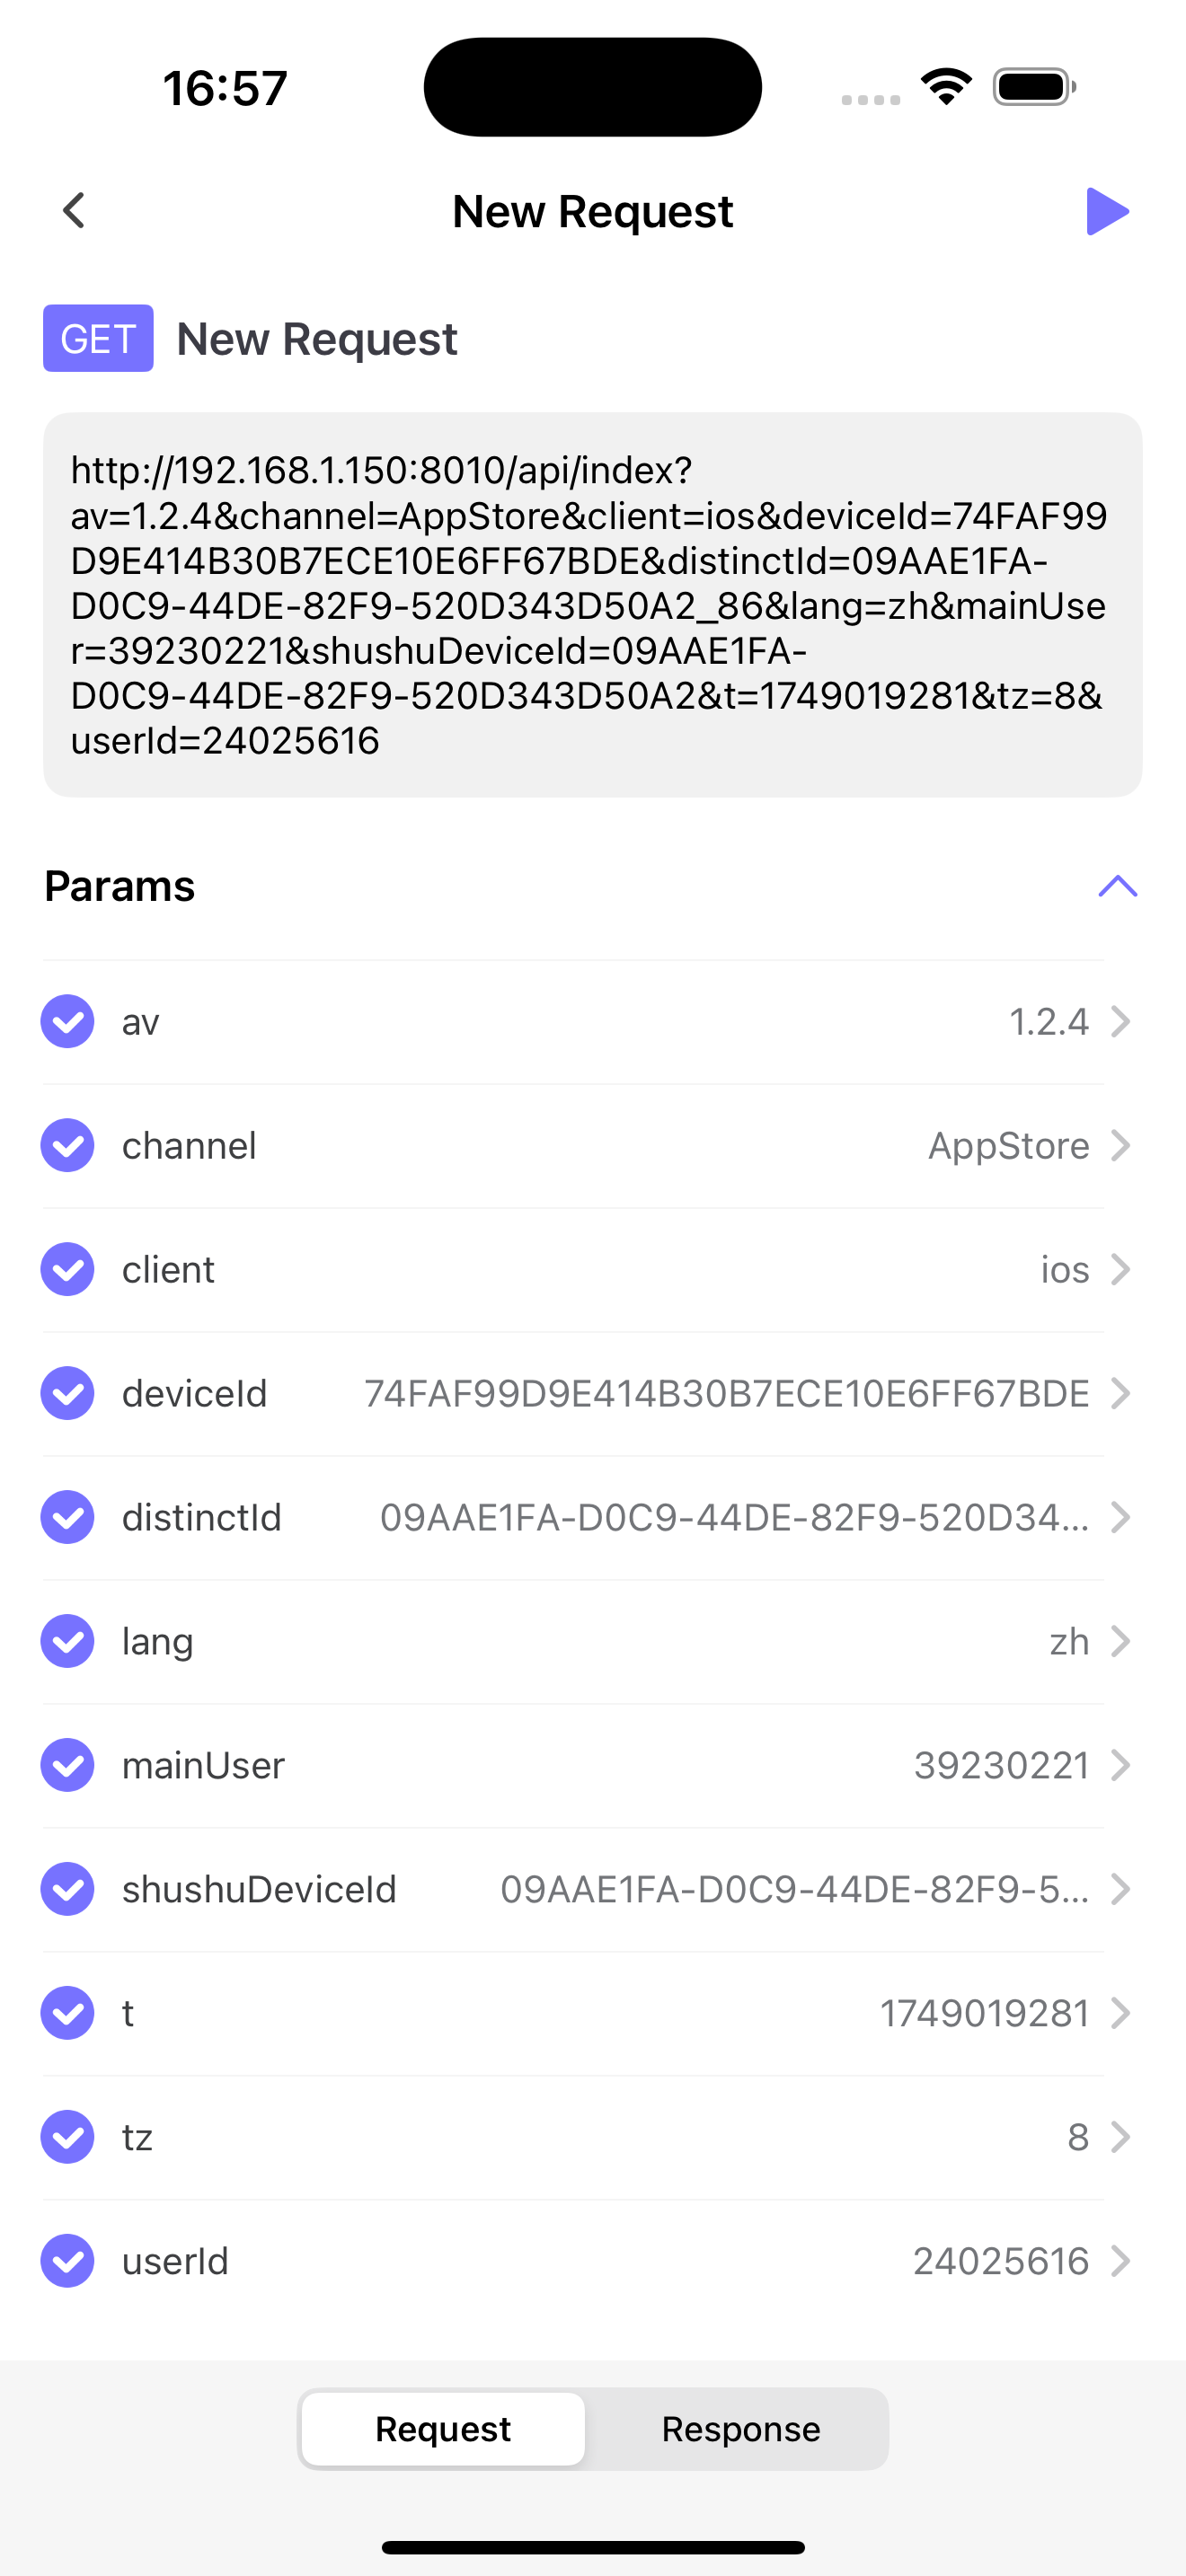 16:57
New Request
GET New Request
http://192.168.1.150:8010/api/index?
av=1.2.4&channel=AppStore&client=ios&deviceId=74FAF99
D9E414B30B7ECE10E6FF67BDE&distinctId=09AAE1FA-
D0C9-44DE-82F9-520D343D50A2_86&lang=zh&mainUse
r=39230221&shushuDeviceId=09AAE1FA-
D0C9-44DE-82F9-520D343D50A2&t=1749019281&tz=8&
userId=24025616
Params
av 1.2.4
channel AppStore
client ios
deviceId 74FAF99D9E414B30B7ECE10E6FF67BDE
distinctId 09AAE1FA-D0C9-44DE-82F9-520D34...
lang zh
mainUser 39230221
shushuDeviceId 09AAE1FA-D0C9-44DE-82F9-5...
t 1749019281
tz 8
userId 24025616
Request Response